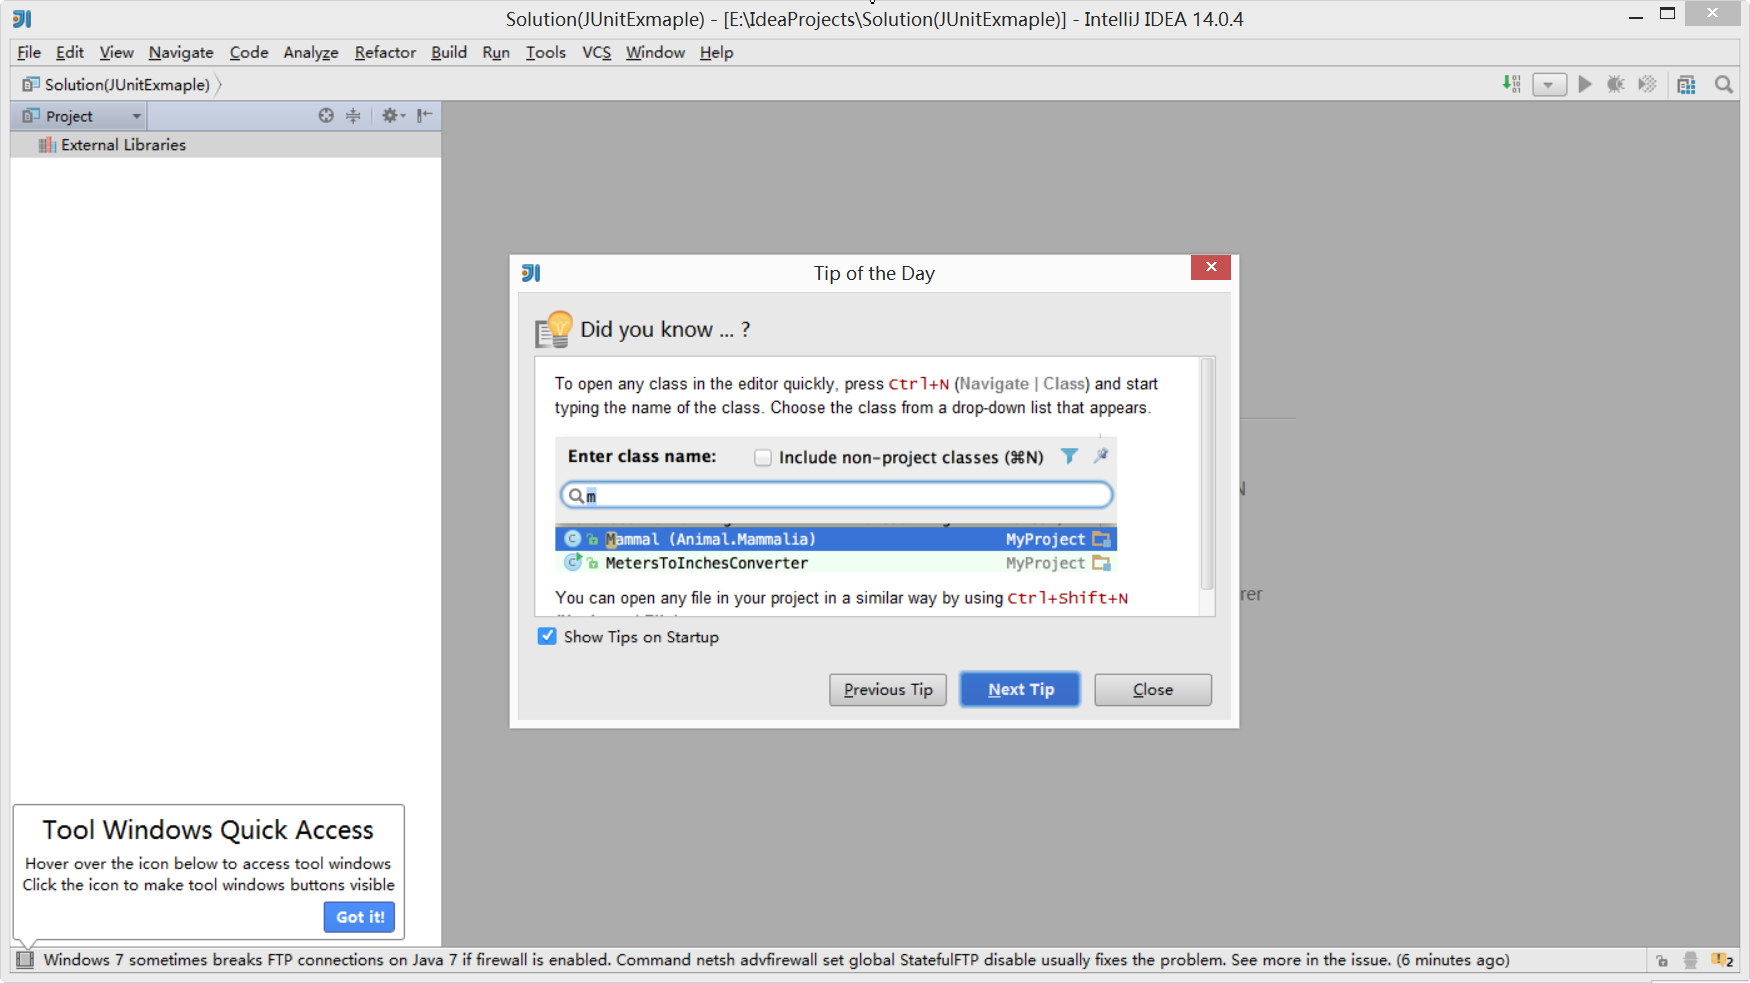 Solution(JUnitExmaple) - [E:\IdeaProjects\Solution(JUnitExmaple)] - IntelliJ IDEA 14.0.4
File Edit View Navigate Code Analyze Refactor Build Run Tools VCS Window Help
Solution(JUnitExmaple)
Project
External Libraries
Tip of the Day
Did you know ... ?
To open any class in the editor quickly, press Ctrl+N (Navigate | Class) and start
typing the name of the class. Choose the class from a drop-down list that appears.
Enter class name: Include non-project classes (⌘N)
m
Mammal (Animal.Mammalia) MyProject
MetersToInchesConverter MyProject
You can open any file in your project in a similar way by using Ctrl+Shift+N
Show Tips on Startup
Previous Tip Next Tip Close
Tool Windows Quick Access
Hover over the icon below to access tool windows
Click the icon to make tool windows buttons visible
Got it!
Windows 7 sometimes breaks FTP connections on Java 7 if firewall is enabled. Command netsh advfirewall set global StatefulFTP disable usually fixes the problem. See more in the issue. (6 minutes ago)
2